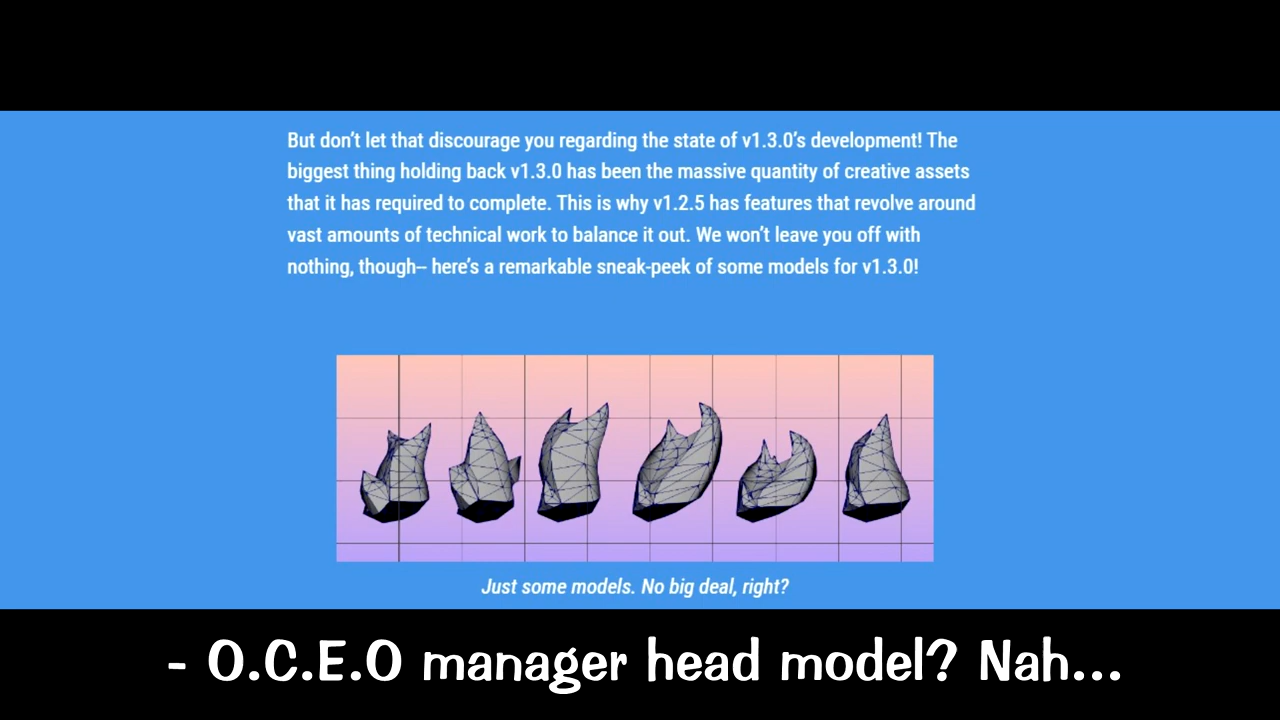 But don't let that discourage you regarding the state of v1.3.0's development! The
biggest thing holding back v1.3.0 has been the massive quantity of creative assets
that it has required to complete. This is why v1.2.5 has features that revolve around
vast amounts of technical work to balance it out. We won't leave you off with
nothing, though-- here's a remarkable sneak-peek of some models for v1.3.0!
Just some models. No big deal, right?
- O.C.E.O manager head model? Nah...